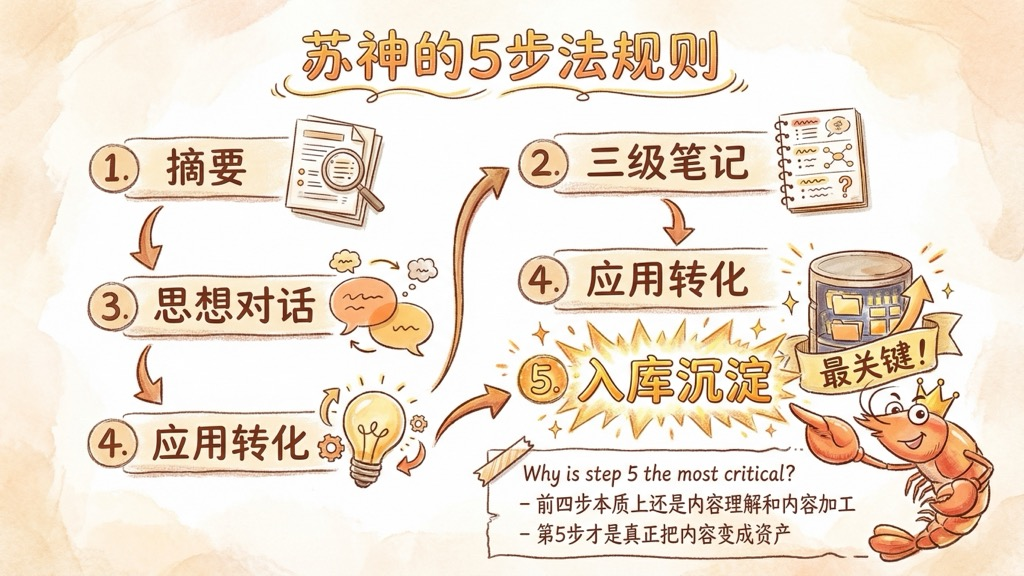 苏神的5步法规则
1. 摘要
2. 三级笔记
3. 思想对话
4. 应用转化
4. 应用转化
5. 入库沉淀
最关键!
Why is step 5 the most critical?
- 前四步本质上还是内容理解和内容加工
- 第5步才是真正把内容变成资产